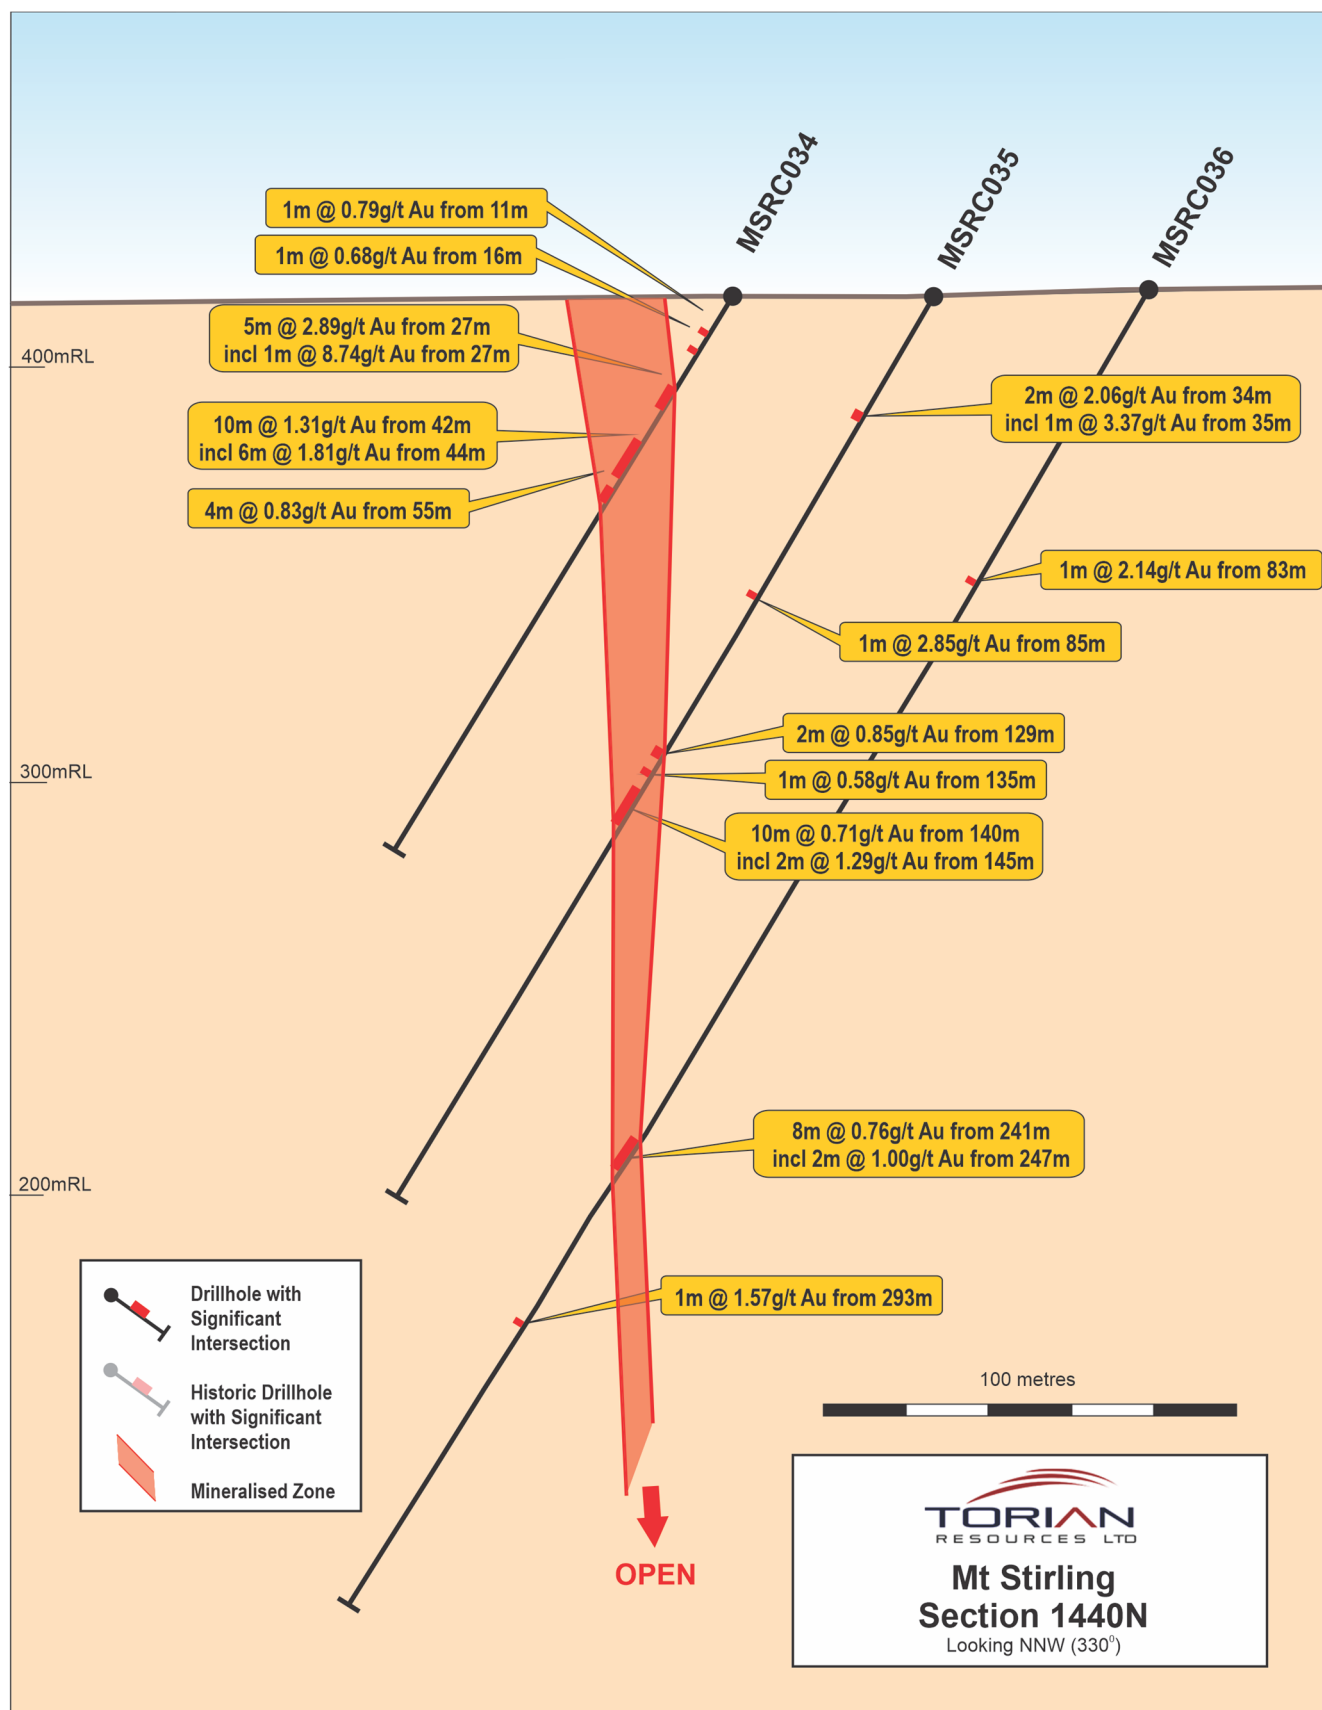 MSRC034
MSRC035
MSRC036
1m @ 0.79g/t Au from 11m
1m @ 0.68g/t Au from 16m
5m @ 2.89g/t Au from 27m
incl 1m @ 8.74g/t Au from 27m
400mRL
2m @ 2.06g/t Au from 34m
incl 1m @ 3.37g/t Au from 35m
10m @ 1.31g/t Au from 42m
incl 6m @ 1.81g/t Au from 44m
4m @ 0.83g/t Au from 55m
1m @ 2.14g/t Au from 83m
1m @ 2.85g/t Au from 85m
2m @ 0.85g/t Au from 129m
300mRL
1m @ 0.58g/t Au from 135m
10m @ 0.71g/t Au from 140m
incl 2m @ 1.29g/t Au from 145m
8m @ 0.76g/t Au from 241m
incl 2m @ 1.00g/t Au from 247m
200mRL
1m @ 1.57g/t Au from 293m
Drillhole with
Significant
Intersection
Historic Drillhole
with Significant
Intersection
Mineralised Zone
100 metres
OPEN
TORIAN
RESOURCES LTD
Mt Stirling
Section 1440N
Looking NNW (330⁰)